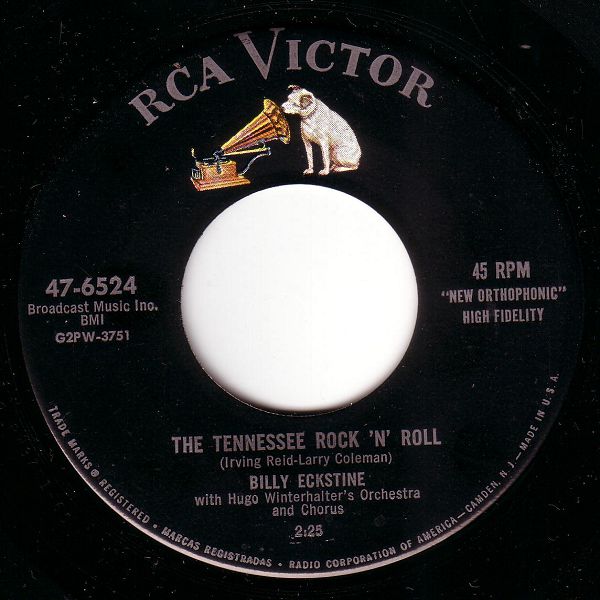 RCA VICTOR
47-6524
Broadcast Music Inc.
BMI
G2PW-3751
45 RPM
"NEW ORTHOPHONIC"
HIGH FIDELITY
THE TENNESSEE ROCK 'N' ROLL
(Irving Reid-Larry Coleman)
BILLY ECKSTINE
with Hugo Winterhalter's Orchestra
and Chorus
2:25
TRADE MARKS ® REGISTERED • MARCAS REGISTRADAS • RADIO CORPORATION OF AMERICA—CAMDEN, N. J.—MADE IN U.S.A.